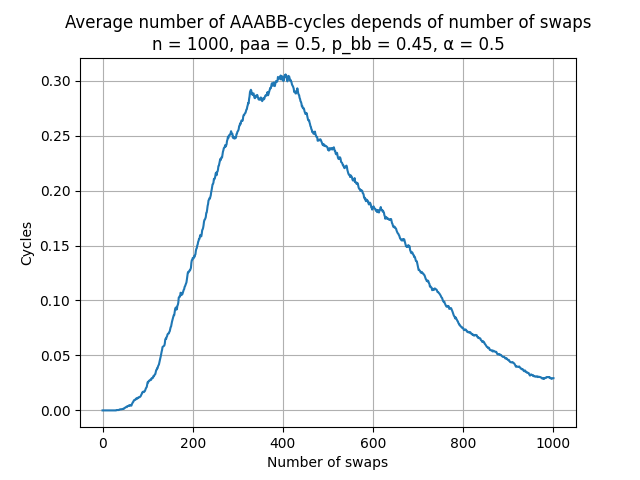 Average number of AAABB-cycles depends of number of swaps
n = 1000, paa = 0.5, p_bb = 0.45, α = 0.5
0.30
0.25
0.20
0.15
0.10
0.05
0.00
Cycles
0 200 400 600 800 1000
Number of swaps